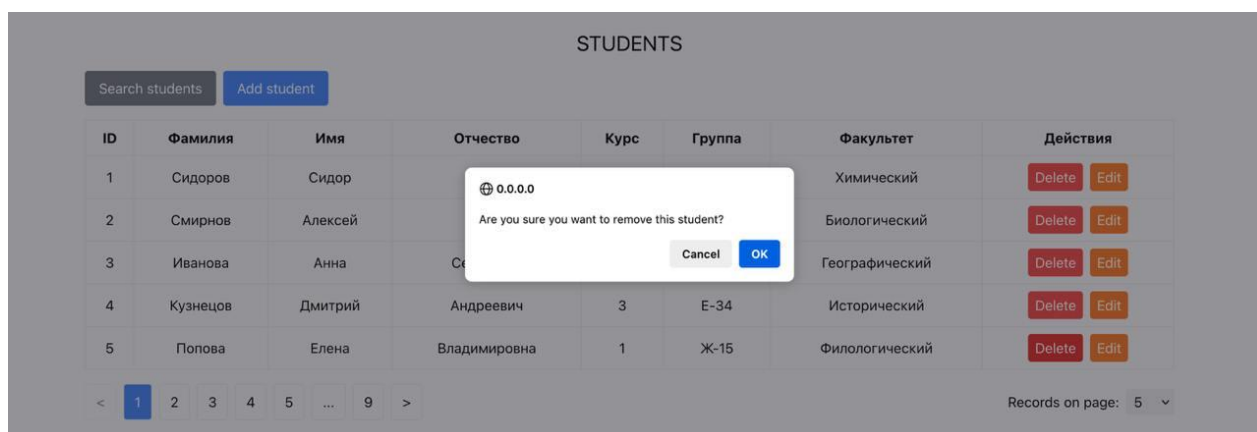 STUDENTS
Search students Add student
ID Фамилия Имя Отчество Курс Группа Факультет Действия
1 Сидоров Сидор Химический Delete Edit
0.0.0.0
2 Смирнов Алексей Биологический Delete Edit
Are you sure you want to remove this student?
Cancel OK
3 Иванова Анна Географический Delete Edit
4 Кузнецов Дмитрий Андреевич 3 Е-34 Исторический Delete Edit
5 Попова Елена Владимировна 1 Ж-15 Филологический Delete Edit
< 1 2 3 4 5 ... 9 > Records on page: 5